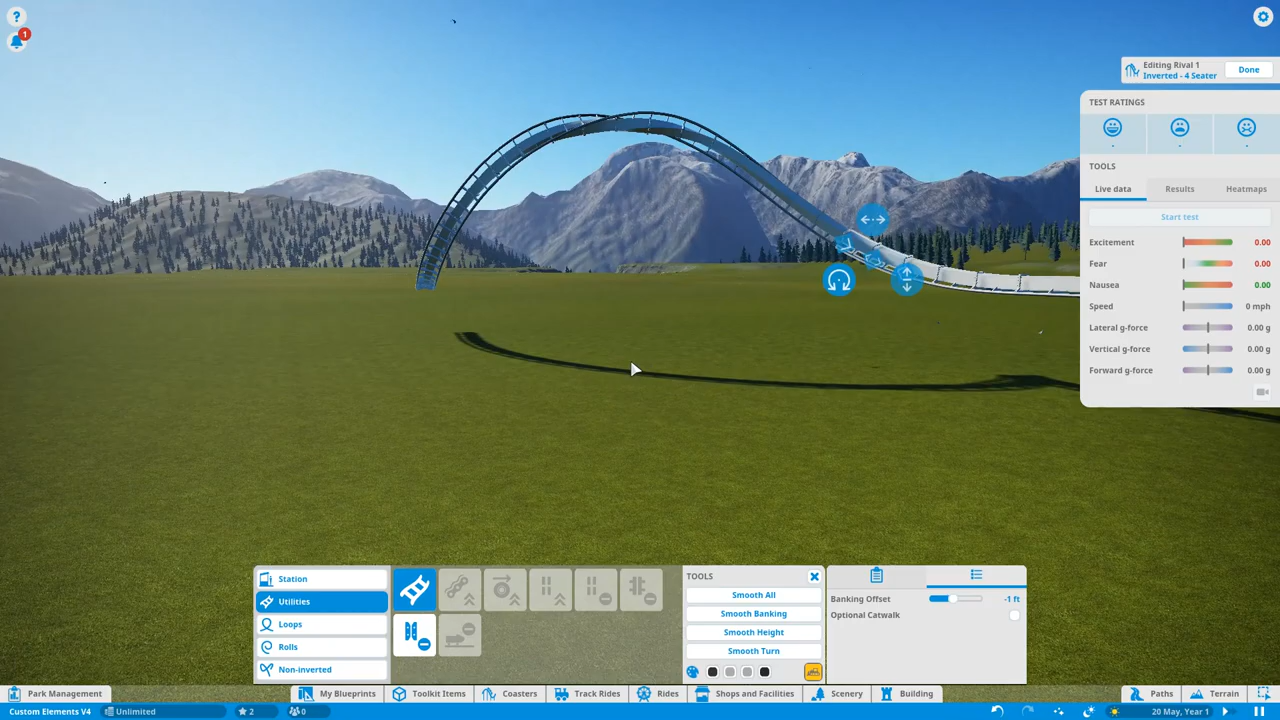 ?
1
Editing Rival 1
Inverted - 4 Seater
Done
TEST RATINGS
- - -
TOOLS
Live data Results Heatmaps
Start test
Excitement 0.00
Fear 0.00
Nausea 0.00
Speed 0 mph
Lateral g-force 0.00 g
Vertical g-force 0.00 g
Forward g-force 0.00 g
Station
Utilities
Loops
Rolls
Non-inverted
TOOLS
Smooth All
Smooth Banking
Smooth Height
Smooth Turn
Banking Offset -1 ft
Optional Catwalk
Park Management My Blueprints Toolkit Items Coasters Track Rides Rides Shops and Facilities Scenery Building Paths Terrain
Custom Elements V4 Unlimited 2 0 20 May, Year 1